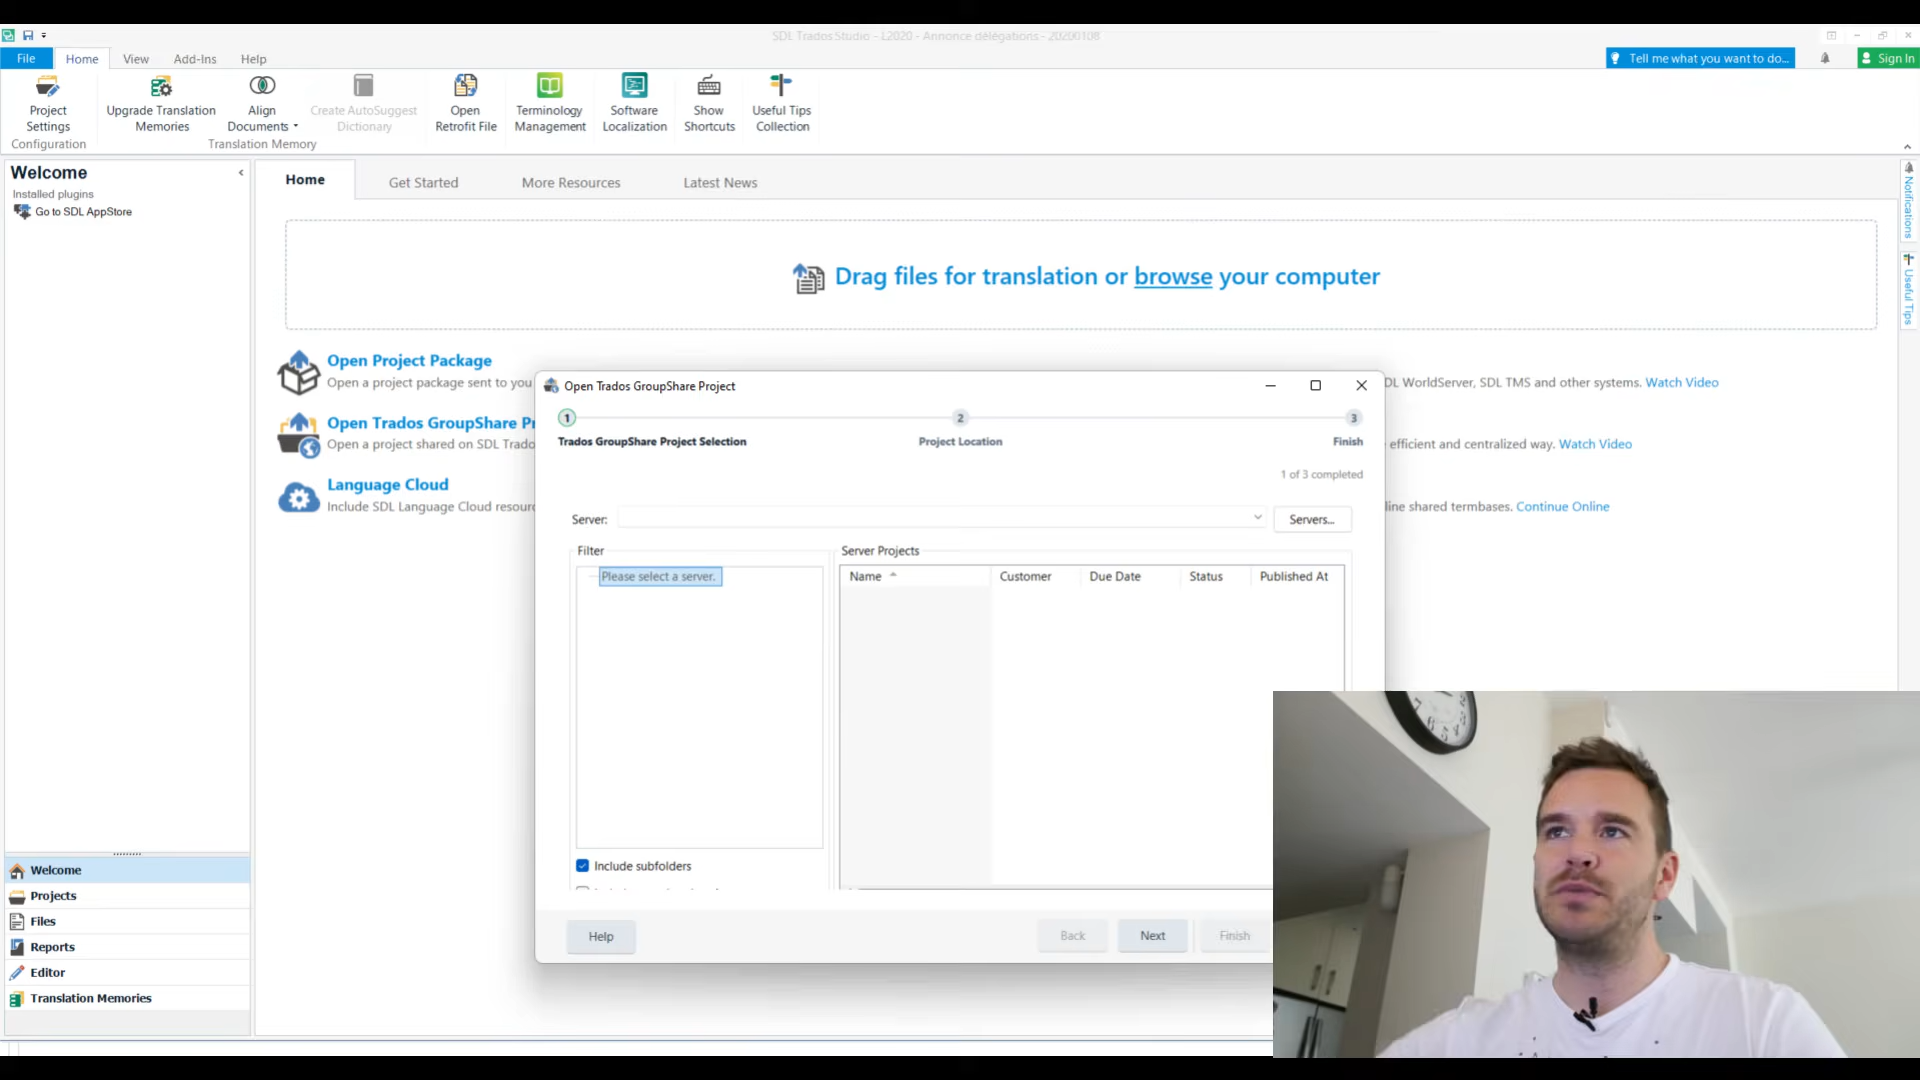 SDL Trados Studio - L2020 - Annonce délégations - 20200108
File
Home
View
Add-Ins
Help
Tell me what you want to do...
Sign In
Project Settings
Upgrade Translation Memories
Align Documents
Create AutoSuggest Dictionary
Open Retrofit File
Terminology Management
Software Localization
Show Shortcuts
Useful Tips Collection
Configuration
Translation Memory
Welcome
Installed plugins
Go to SDL AppStore
Home
Get Started
More Resources
Latest News
Notifications
Useful Tips
Drag files for translation or browse your computer
Open Project Package
Open a project package sent to you
DL WorldServer, SDL TMS and other systems. Watch Video
Open Trados GroupShare Pr
Open a project shared on SDL Trado
efficient and centralized way. Watch Video
Language Cloud
Include SDL Language Cloud resour
line shared termbases. Continue Online
Open Trados GroupShare Project
1
2
3
Trados GroupShare Project Selection
Project Location
Finish
1 of 3 completed
Server:
Servers...
Filter
Please select a server.
Server Projects
Name
Customer
Due Date
Status
Published At
Include subfolders
Help
Back
Next
Finish
Welcome
Projects
Files
Reports
Editor
Translation Memories